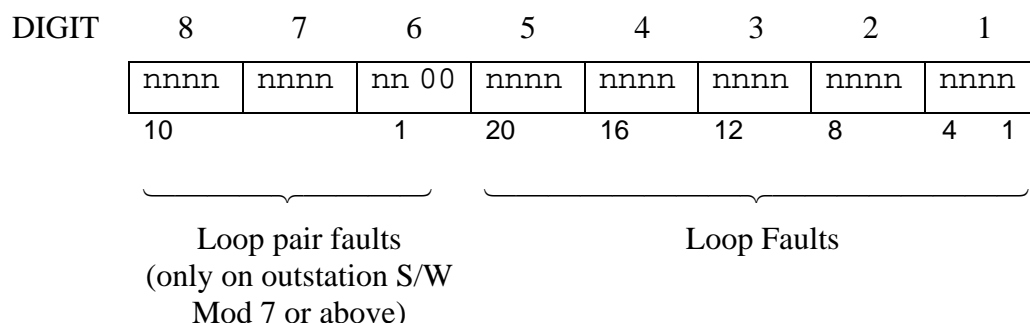 DIGIT 8 7 6 5 4 3 2 1
nnnn nnnn nn 00 nnnn nnnn nnnn nnnn nnnn
10 1 20 16 12 8 4 1
Loop pair faults Loop Faults
(only on outstation S/W
Mod 7 or above)